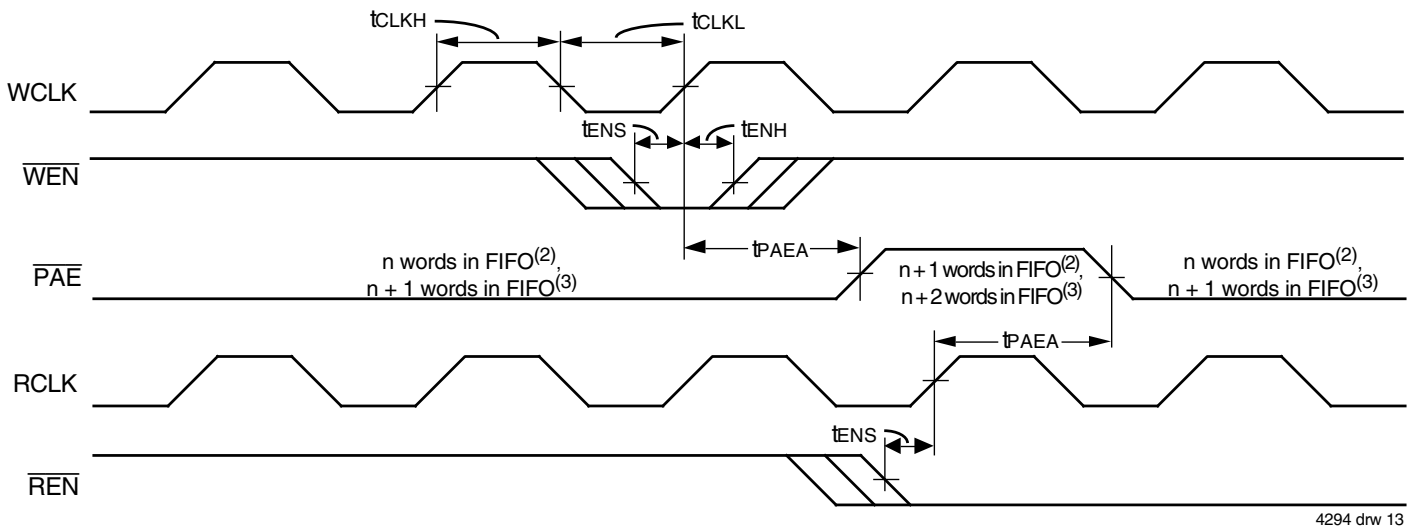 tCLKH
tCLKL
WCLK
tENS
tENH
WEN
tPAEA
PAE
n words in FIFO(2),
n + 1 words in FIFO(3)
n + 1 words in FIFO(2),
n + 2 words in FIFO(3)
n words in FIFO(2),
n + 1 words in FIFO(3)
tPAEA
RCLK
tENS
REN
4294 drw 13